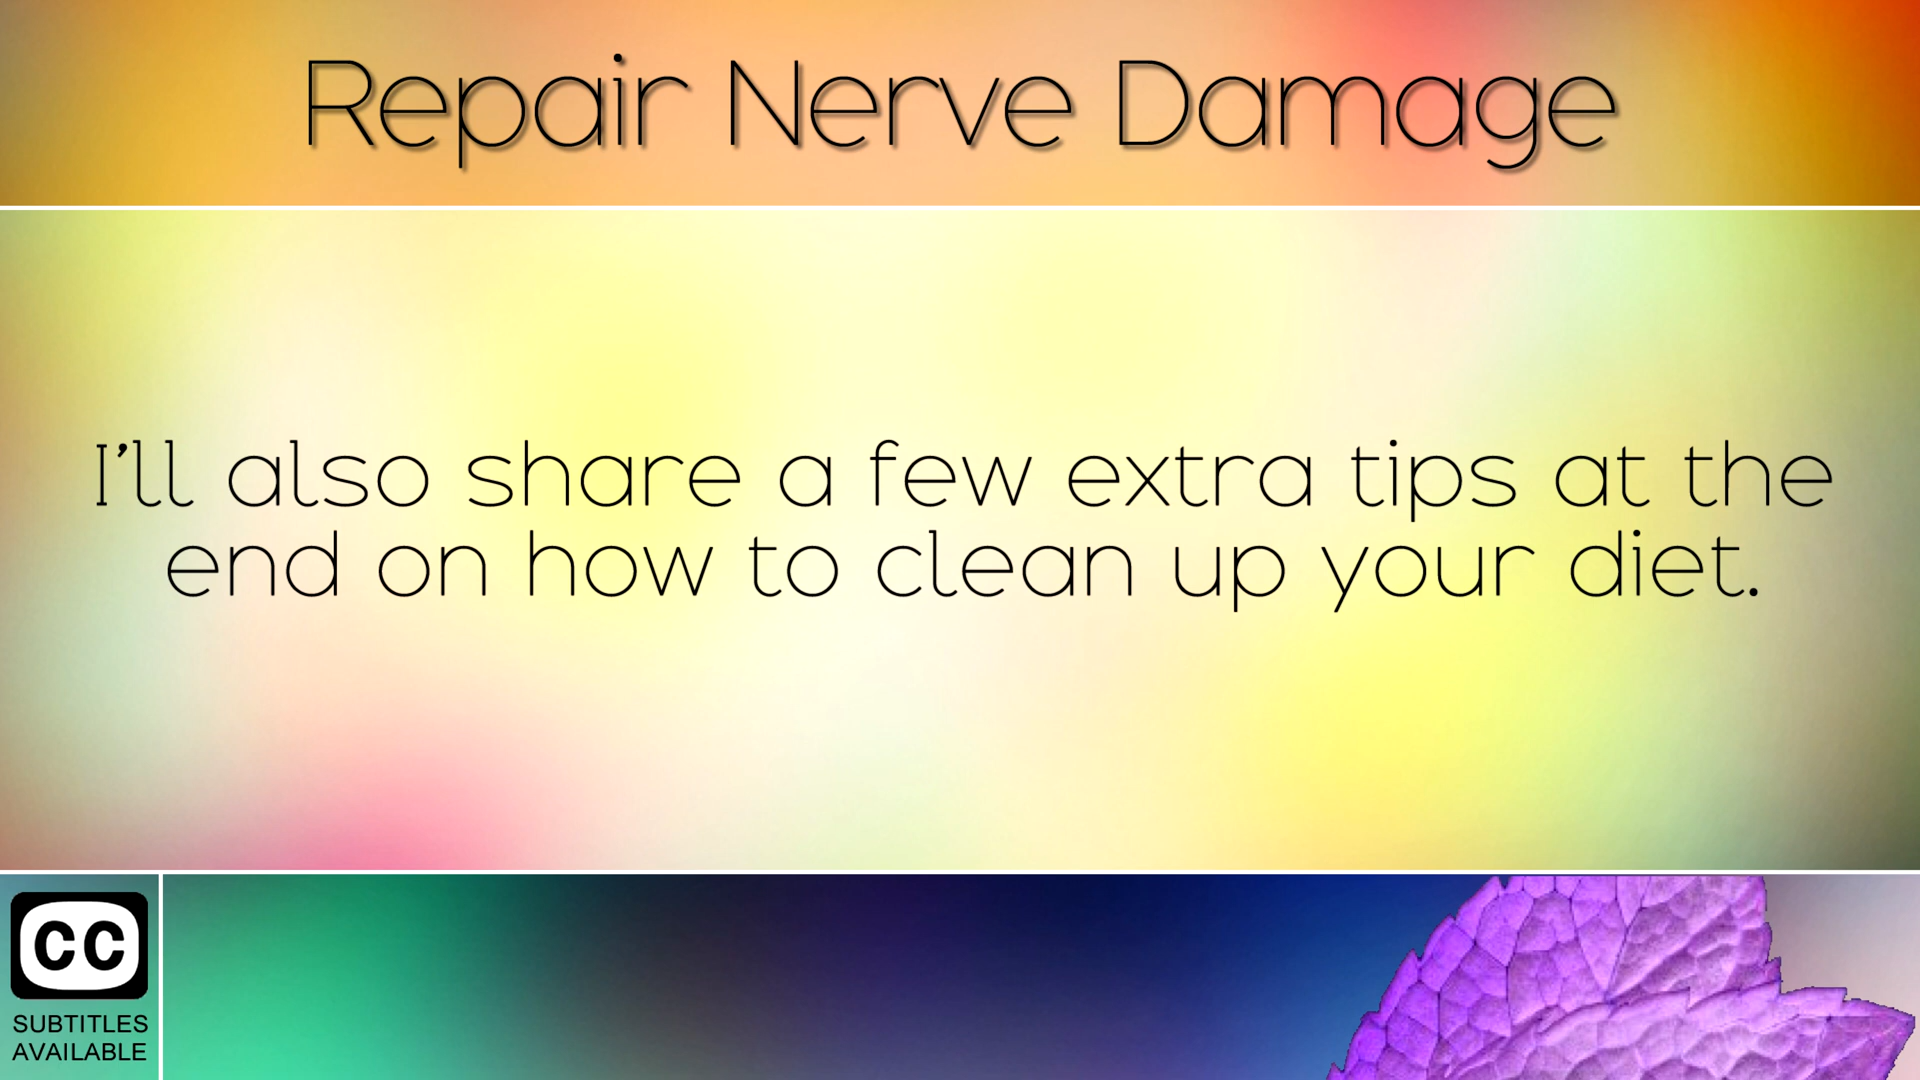 Repair Nerve Damage
I'll also share a few extra tips at the
end on how to clean up your diet.
CC
SUBTITLES
AVAILABLE